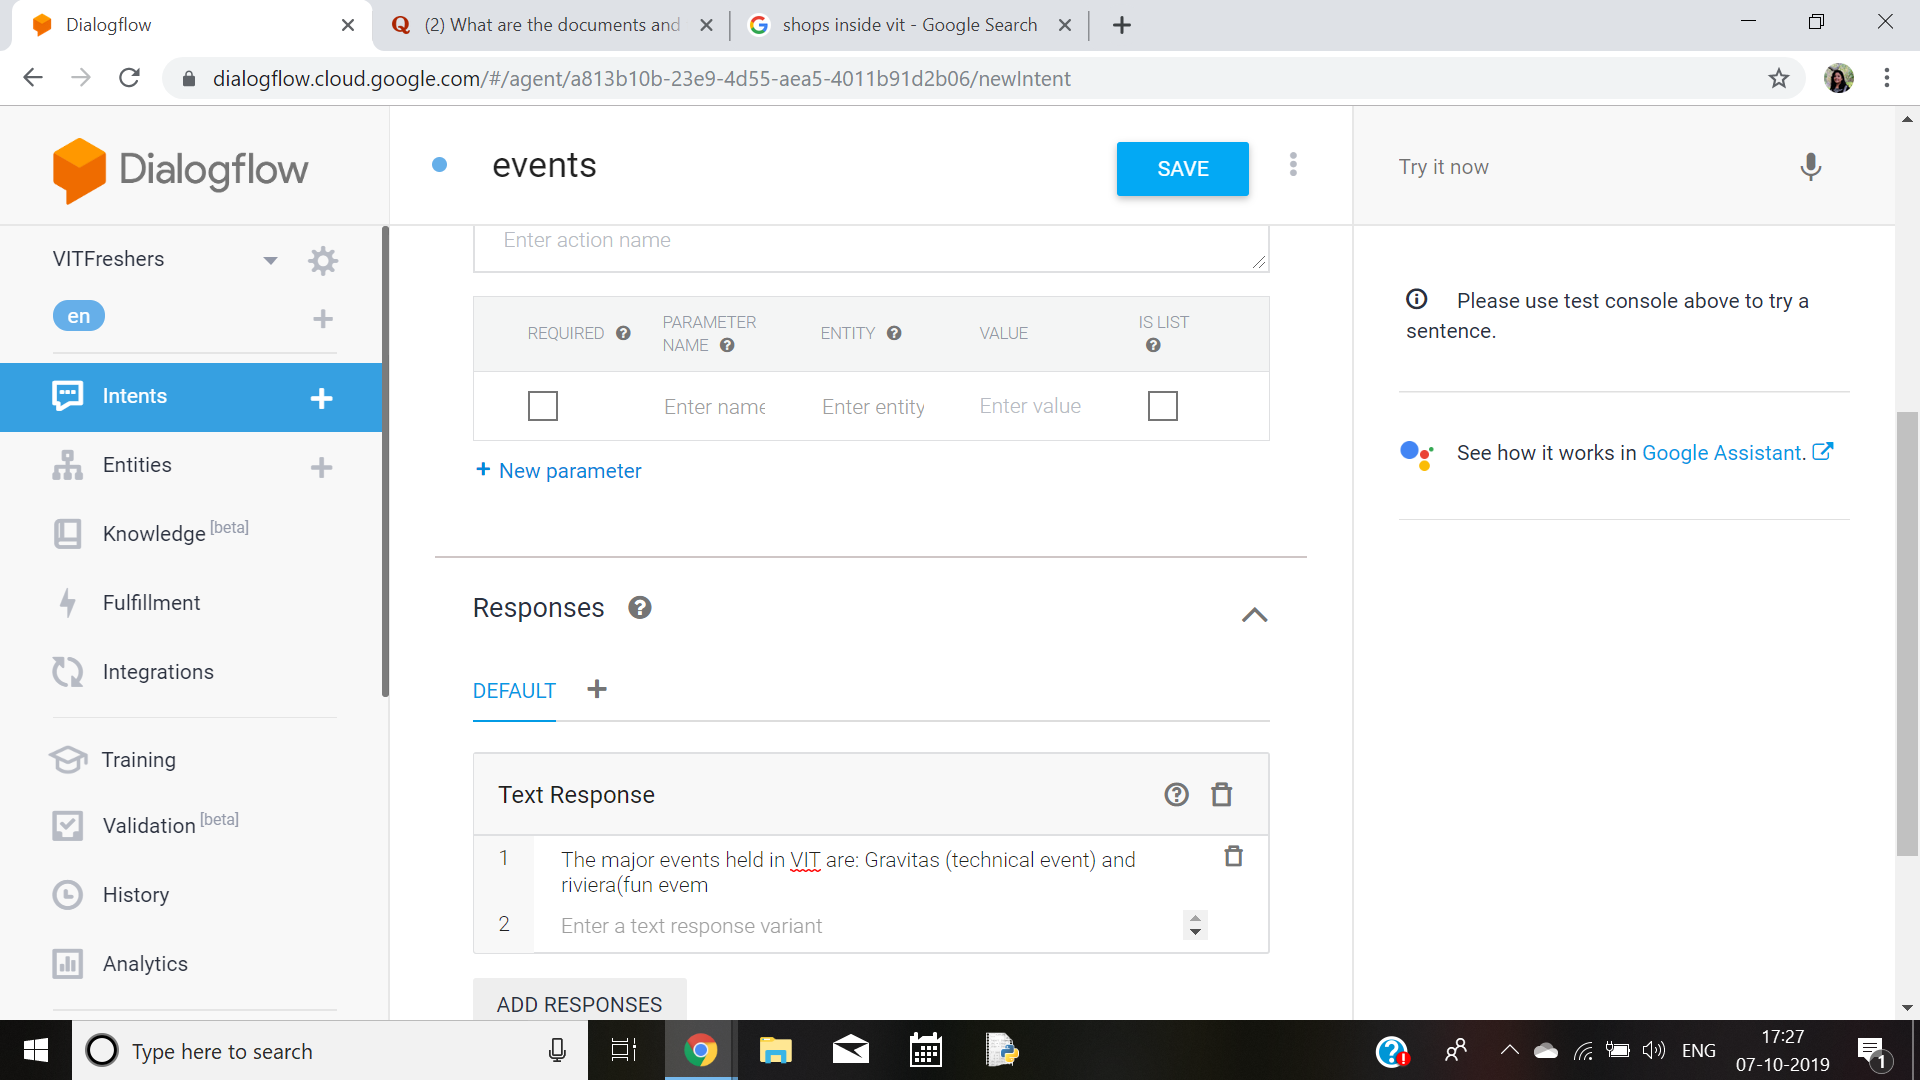 Dialogflow
(2) What are the documents and
shops inside vit - Google Search
dialogflow.cloud.google.com/#/agent/a813b10b-23e9-4d55-aea5-4011b91d2b06/newIntent
Dialogflow
events
SAVE
Try it now
VITFreshers
en
Intents
Entities
Knowledge [beta]
Fulfillment
Integrations
Training
Validation [beta]
History
Analytics
Enter action name
REQUIRED
PARAMETER
NAME
ENTITY
VALUE
IS LIST
Enter name
Enter entity
Enter value
+ New parameter
Responses
DEFAULT
Text Response
1 The major events held in VIT are: Gravitas (technical event) and
riviera(fun evem
2 Enter a text response variant
ADD RESPONSES
Please use test console above to try a
sentence.
See how it works in Google Assistant.
Type here to search
ENG
17:27
07-10-2019
1